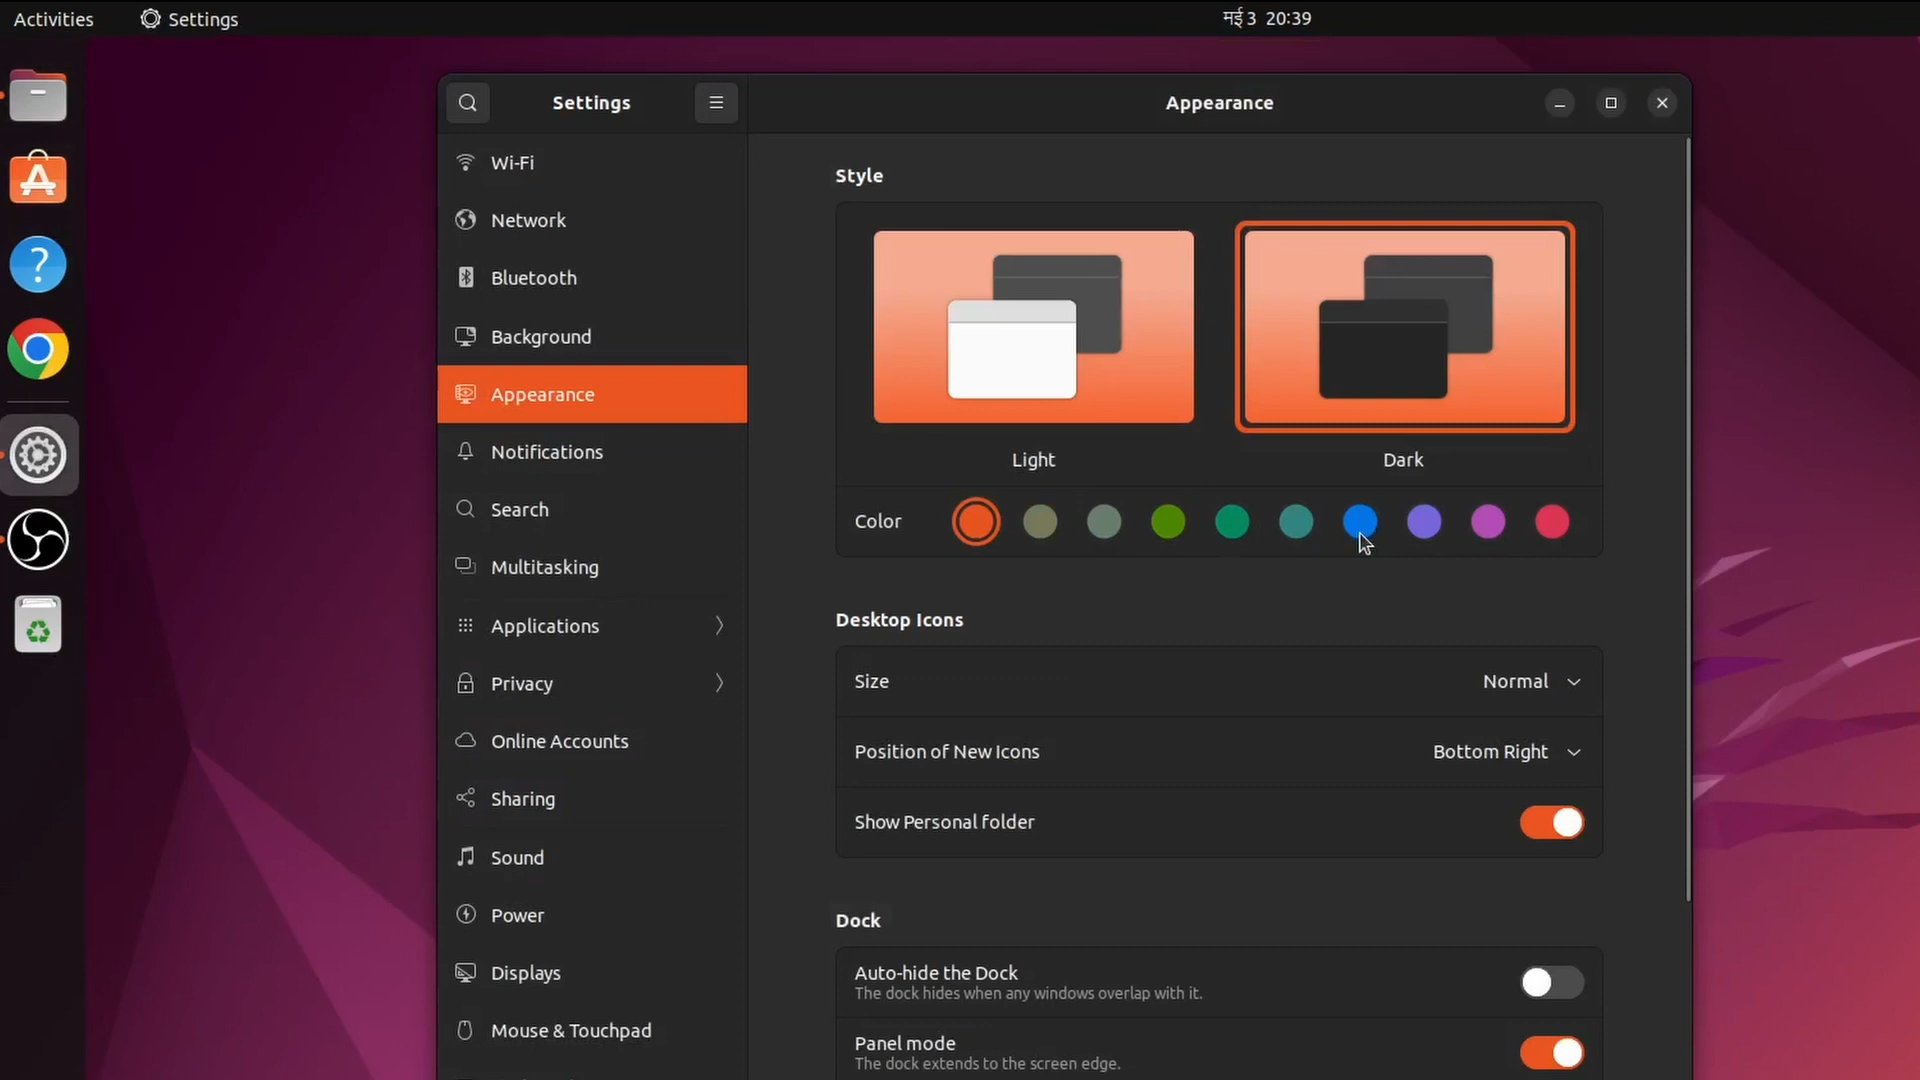 Activities
Settings
मई 3 20:39
Settings
Appearance
Wi-Fi
Network
Bluetooth
Background
Appearance
Notifications
Search
Multitasking
Applications
Privacy
Online Accounts
Sharing
Sound
Power
Displays
Mouse & Touchpad
Style
Light
Dark
Color
Desktop Icons
Size
Normal
Position of New Icons
Bottom Right
Show Personal folder
Dock
Auto-hide the Dock
The dock hides when any windows overlap with it.
Panel mode
The dock extends to the screen edge.